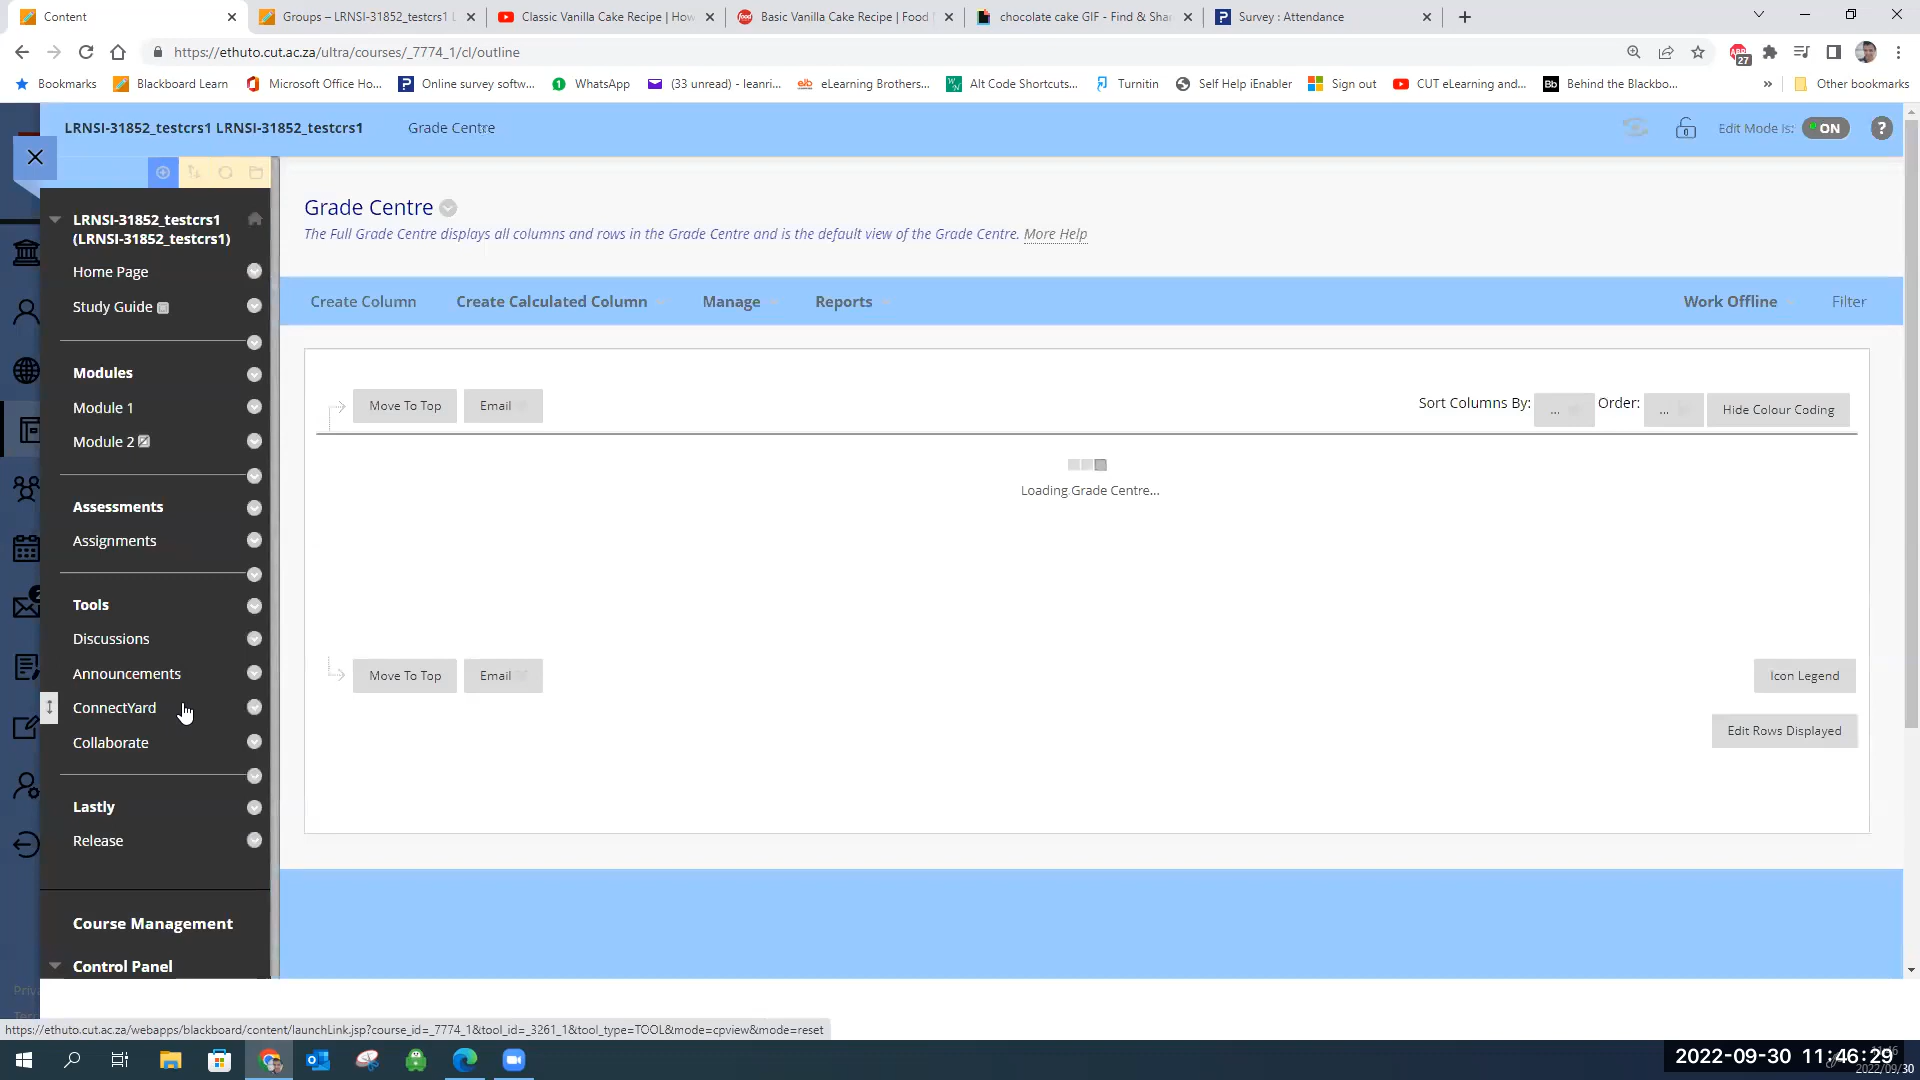 Content
Groups – LRNSI-31852_testcrs1 L
Classic Vanilla Cake Recipe | How
Basic Vanilla Cake Recipe | Food
chocolate cake GIF - Find & Sha
Survey : Attendance
https://ethuto.cut.ac.za/ultra/courses/_7774_1/cl/outline
27
Bookmarks
Blackboard Learn
Microsoft Office Ho...
Online survey softw...
WhatsApp
(33 unread) - leanri...
eLearning Brothers...
Alt Code Shortcuts...
Turnitin
Self Help iEnabler
Sign out
CUT eLearning and...
Bb
Behind the Blackbo...
»
Other bookmarks
LRNSI-31852_testcrs1 LRNSI-31852_testcrs1
Grade Centre
Edit Mode is:
ON
?
LRNSI-31852_testcrs1
(LRNSI-31852_testcrs1)
Home Page
Study Guide
Modules
Module 1
Module 2
Assessments
Assignments
Tools
Discussions
Announcements
ConnectYard
Collaborate
Lastly
Release
Course Management
Control Panel
Grade Centre
The Full Grade Centre displays all columns and rows in the Grade Centre and is the default view of the Grade Centre. More Help
Create Column
Create Calculated Column
Manage
Reports
Work Offline
Filter
Move To Top
Email
Sort Columns By:
...
Order:
...
Hide Colour Coding
Loading Grade Centre...
Move To Top
Email
Icon Legend
Edit Rows Displayed
https://ethuto.cut.ac.za/webapps/blackboard/content/launchLink.jsp?course_id=_7774_1&tool_id=_3261_1&tool_type=TOOL&mode=cpview&mode=reset
2022-09-30 11:46:29
2022/09/30